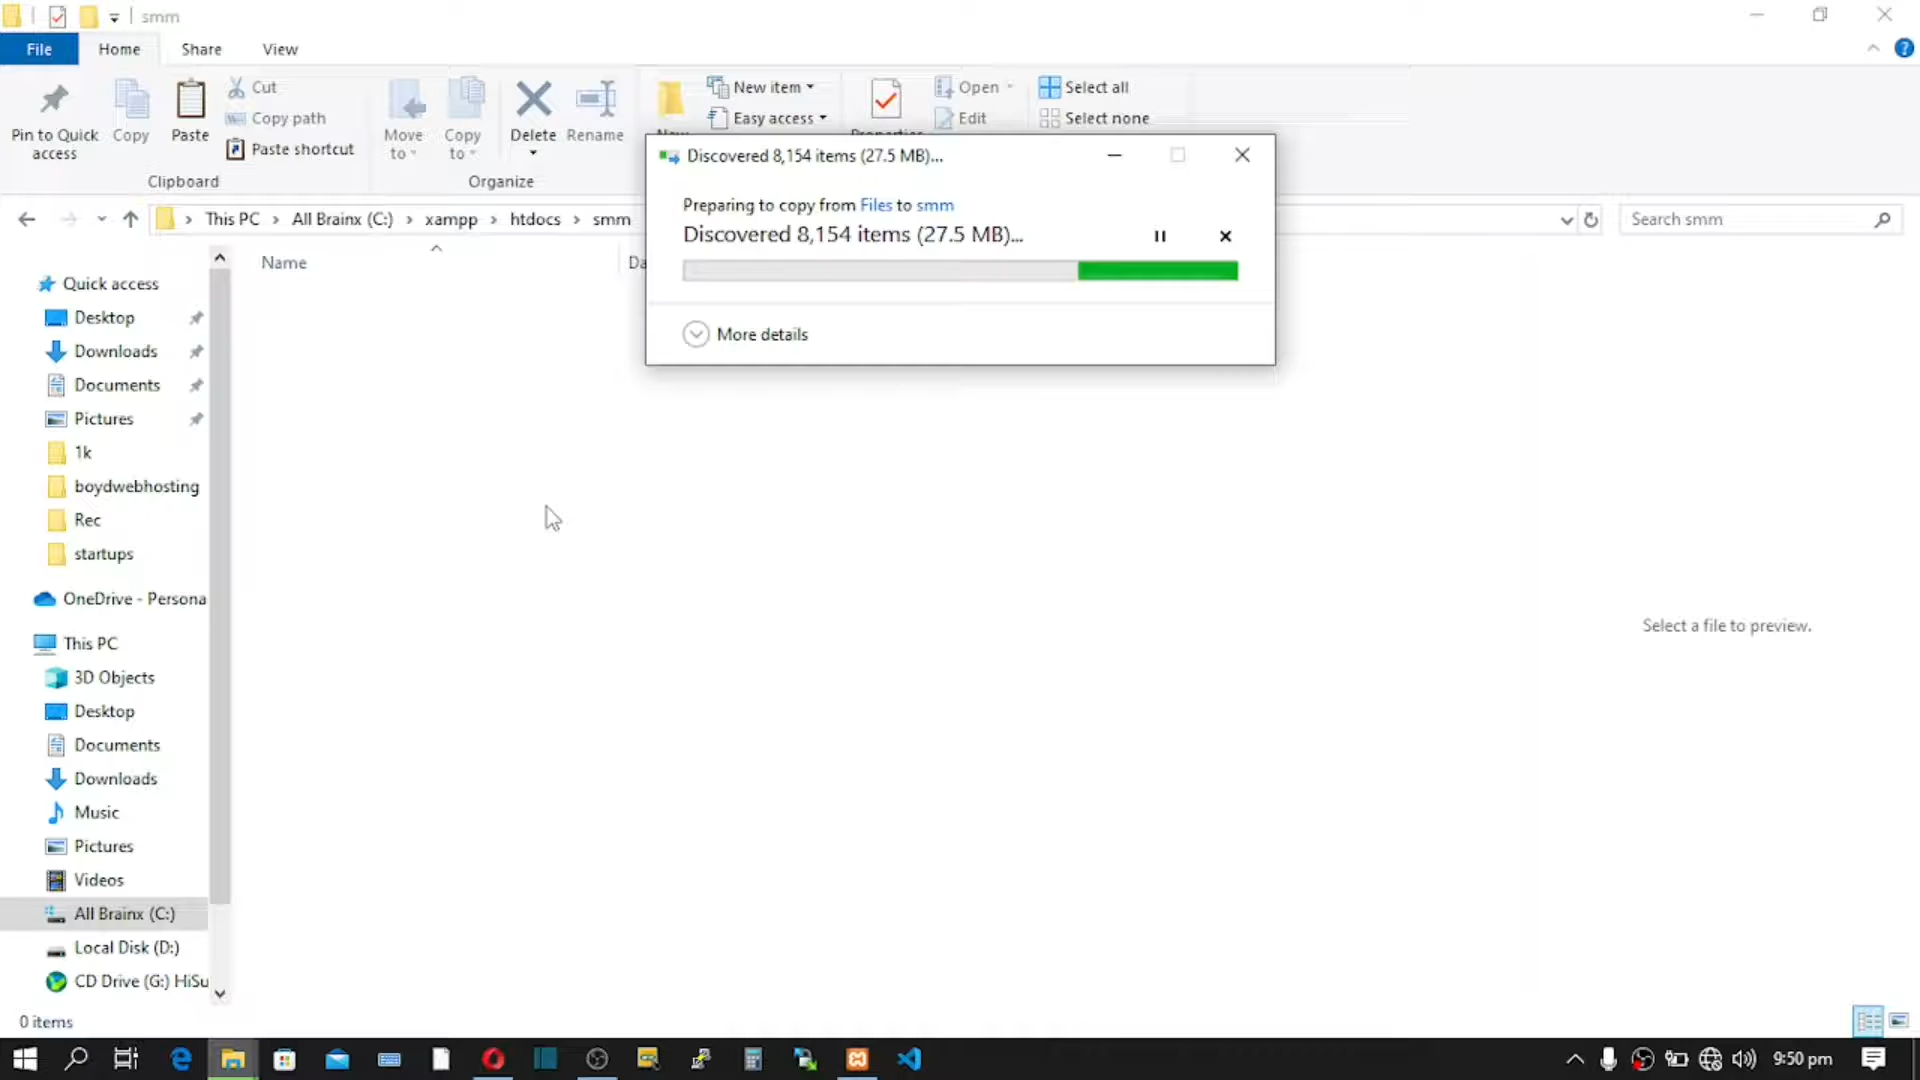 smm
File Home Share View
Pin to Quick access
Copy
Paste
Cut
Copy path
Paste shortcut
Clipboard
Move to
Copy to
Delete
Rename
Organize
New item
Easy access
Open
Edit
Select all
Select none
Discovered 8,154 items (27.5 MB)...
Preparing to copy from Files to smm
Discovered 8,154 items (27.5 MB)...
More details
This PC > All Brainx (C:) > xampp > htdocs > smm
Search smm
Name
Da
Quick access
Desktop
Downloads
Documents
Pictures
1k
boydwebhosting
Rec
startups
OneDrive - Persona
This PC
3D Objects
Desktop
Documents
Downloads
Music
Pictures
Videos
All Brainx (C:)
Local Disk (D:)
CD Drive (G:) HiSu
Select a file to preview.
0 items
9:50 pm